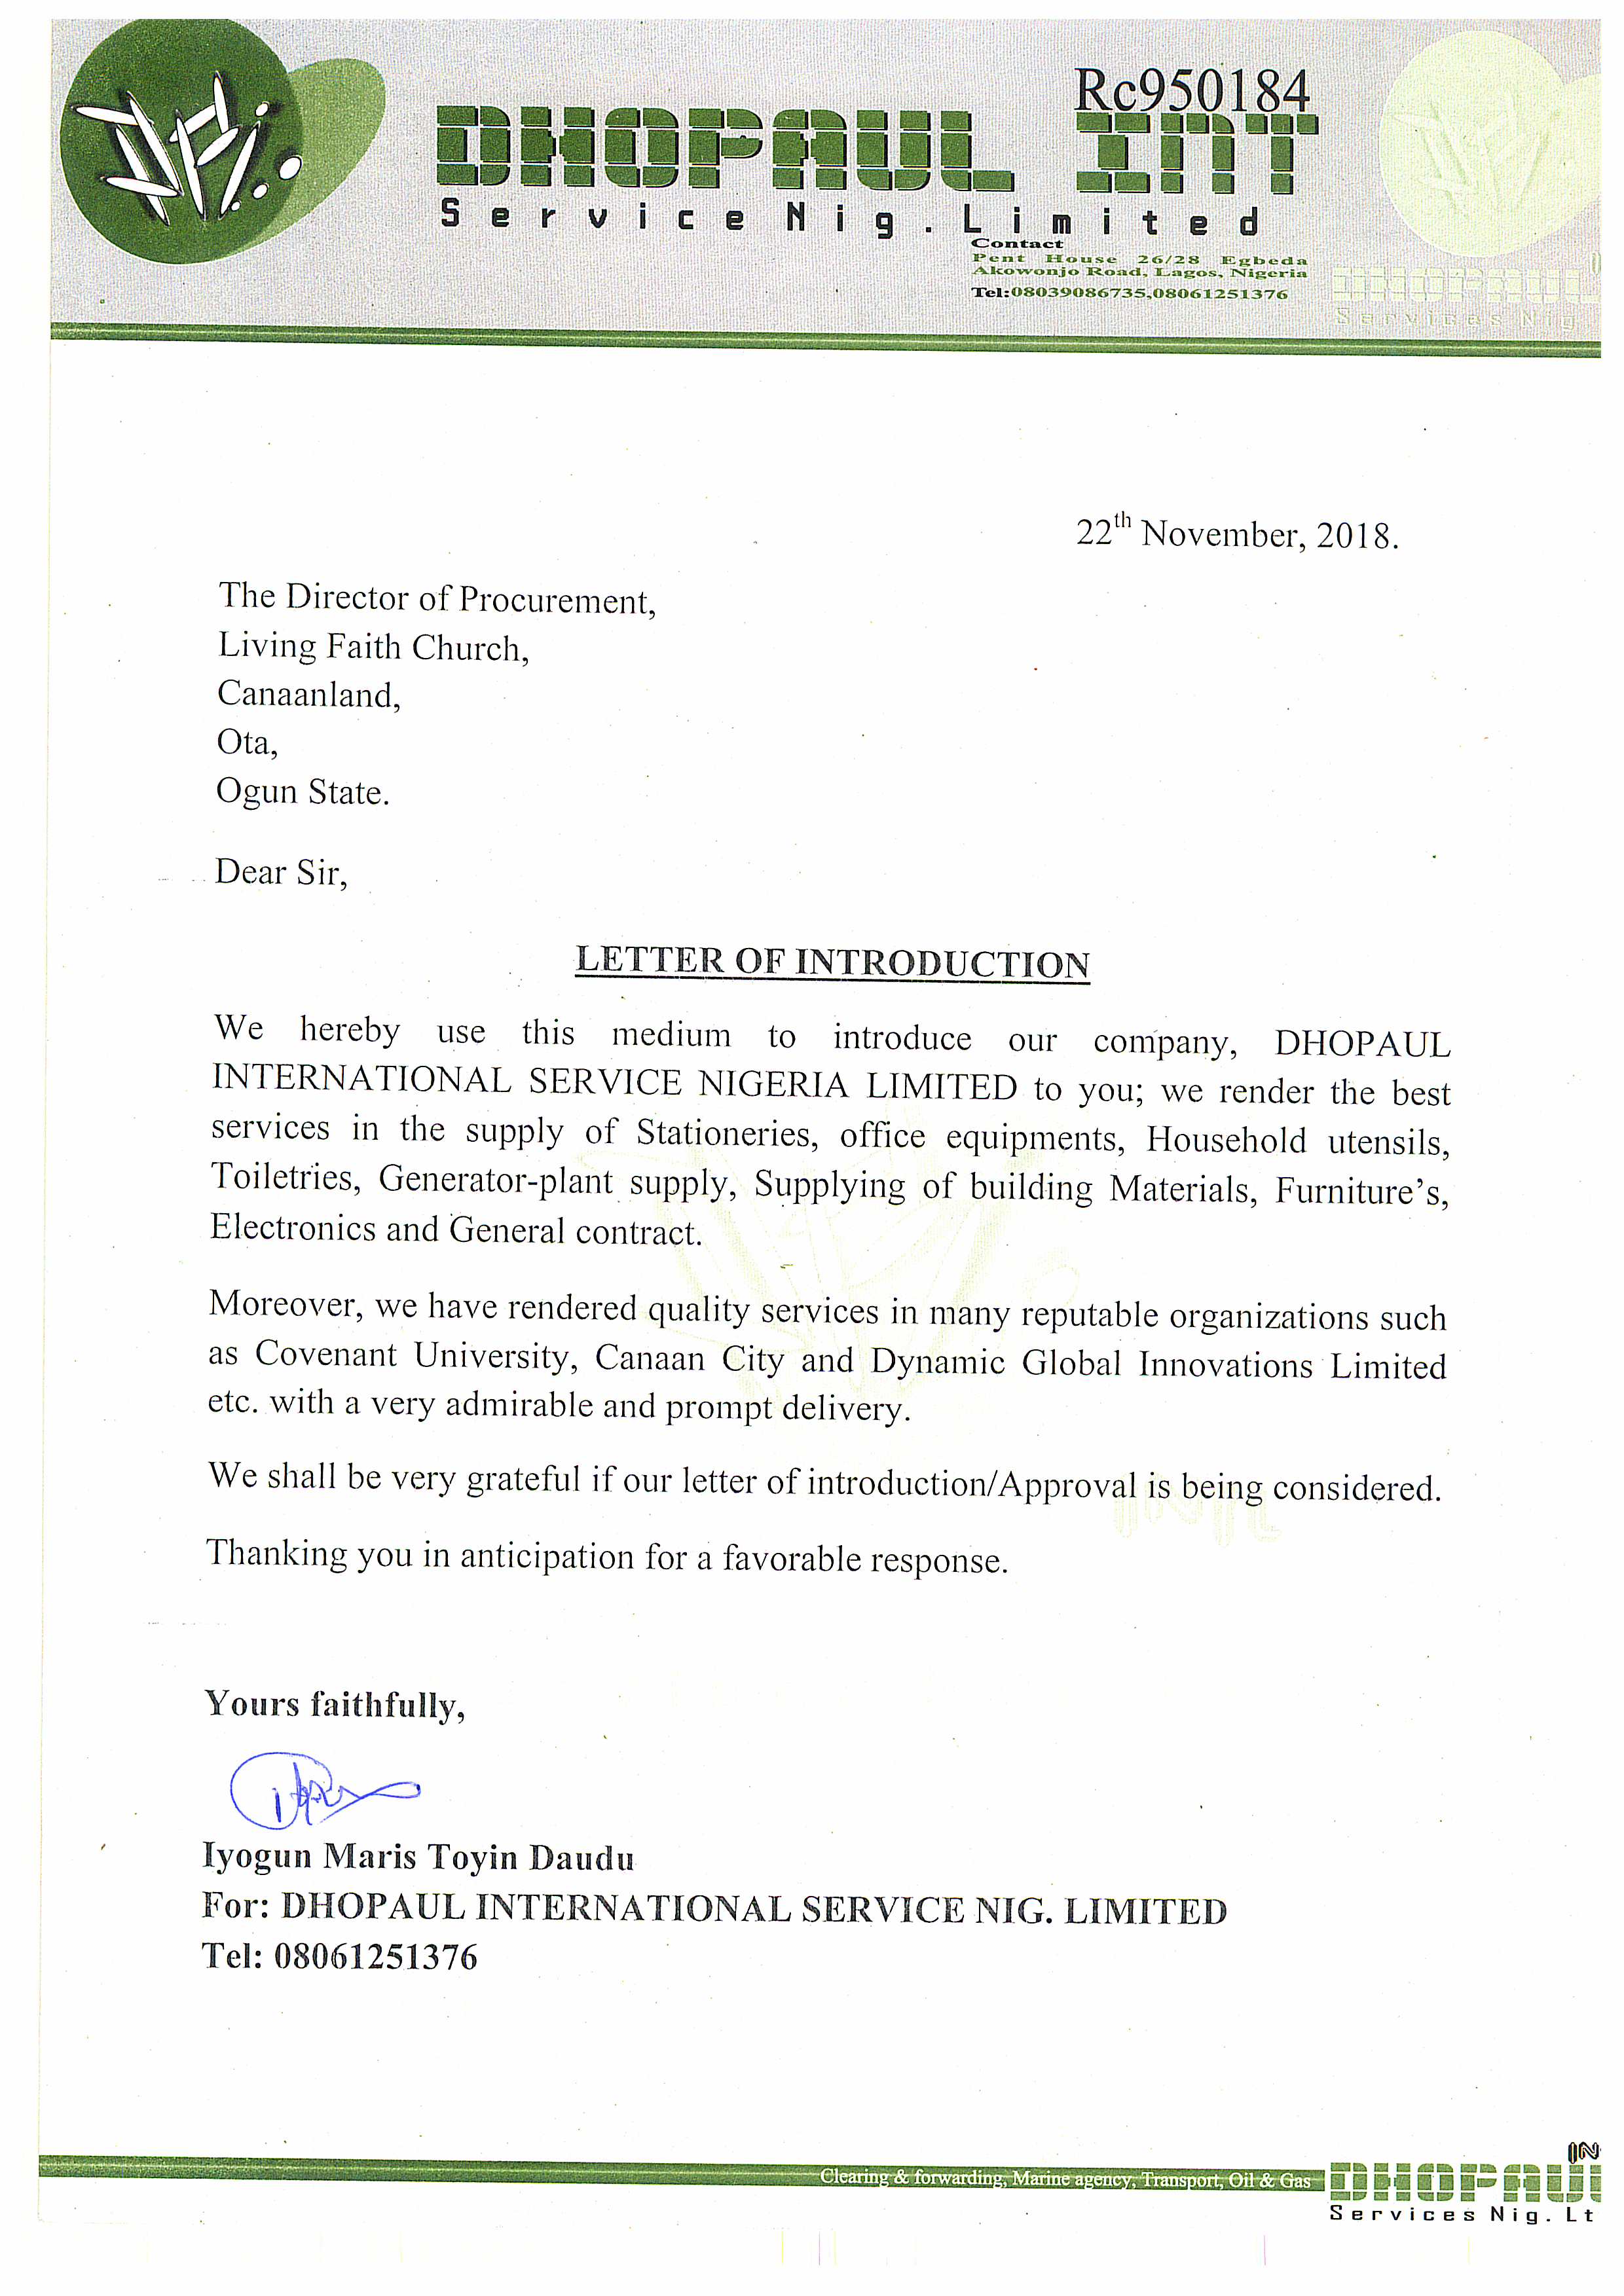 Rc950184
DHOPAUL INT
Service Nig. Limited
Contact
Pent House 26/28 Egbeda
Akowonjo Road, Lagos, Nigeria
Tel:08039086735,08061251376
DHOPAUL
Services Nig
22th November, 2018.
The Director of Procurement,
Living Faith Church,
Canaanland,
Ota,
Ogun State.
Dear Sir,
LETTER OF INTRODUCTION
We hereby use this medium to introduce our company, DHOPAUL
INTERNATIONAL SERVICE NIGERIA LIMITED to you; we render the best
services in the supply of Stationeries, office equipments, Household utensils,
Toiletries, Generator-plant supply, Supplying of building Materials, Furniture's,
Electronics and General contract.
Moreover, we have rendered quality services in many reputable organizations such
as Covenant University, Canaan City and Dynamic Global Innovations Limited
etc. with a very admirable and prompt delivery.
We shall be very grateful if our letter of introduction/Approval is being considered.
Thanking you in anticipation for a favorable response.
Yours faithfully,
Iyogun Maris Toyin Daudu
For: DHOPAUL INTERNATIONAL SERVICE NIG. LIMITED
Tel: 08061251376
IN
Clearing & forwarding, Marine agency, Transport, Oil & Gas
DHOPAU
Services Nig. Lt